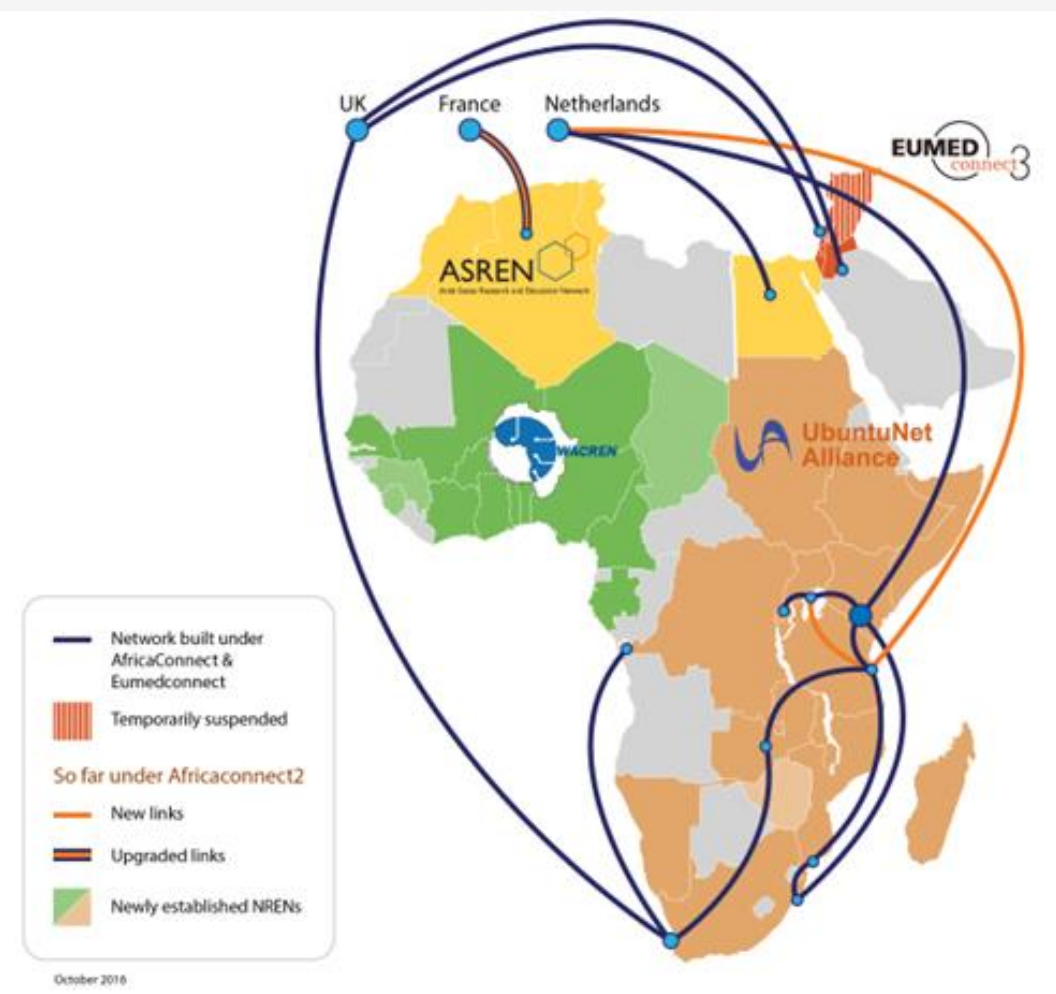 UK
France
Netherlands
EUMED
connect3
ASREN
Arab States Research and Education Network
WACREN
UbuntuNet
Alliance
Network built under
AfricaConnect &
Eumedconnect
Temporarily suspended
So far under Africaconnect2
New links
Upgraded links
Newly established NRENs
October 2016